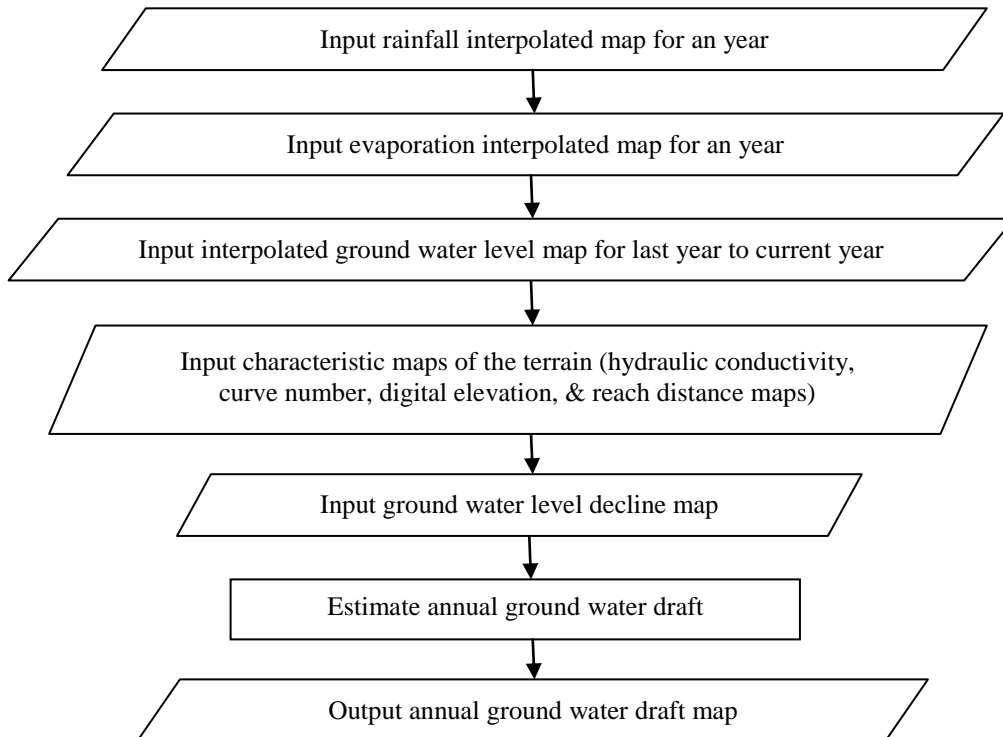 Input rainfall interpolated map for an year
Input evaporation interpolated map for an year
Input interpolated ground water level map for last year to current year
Input characteristic maps of the terrain (hydraulic conductivity,
curve number, digital elevation, & reach distance maps)
Input ground water level decline map
Estimate annual ground water draft
Output annual ground water draft map